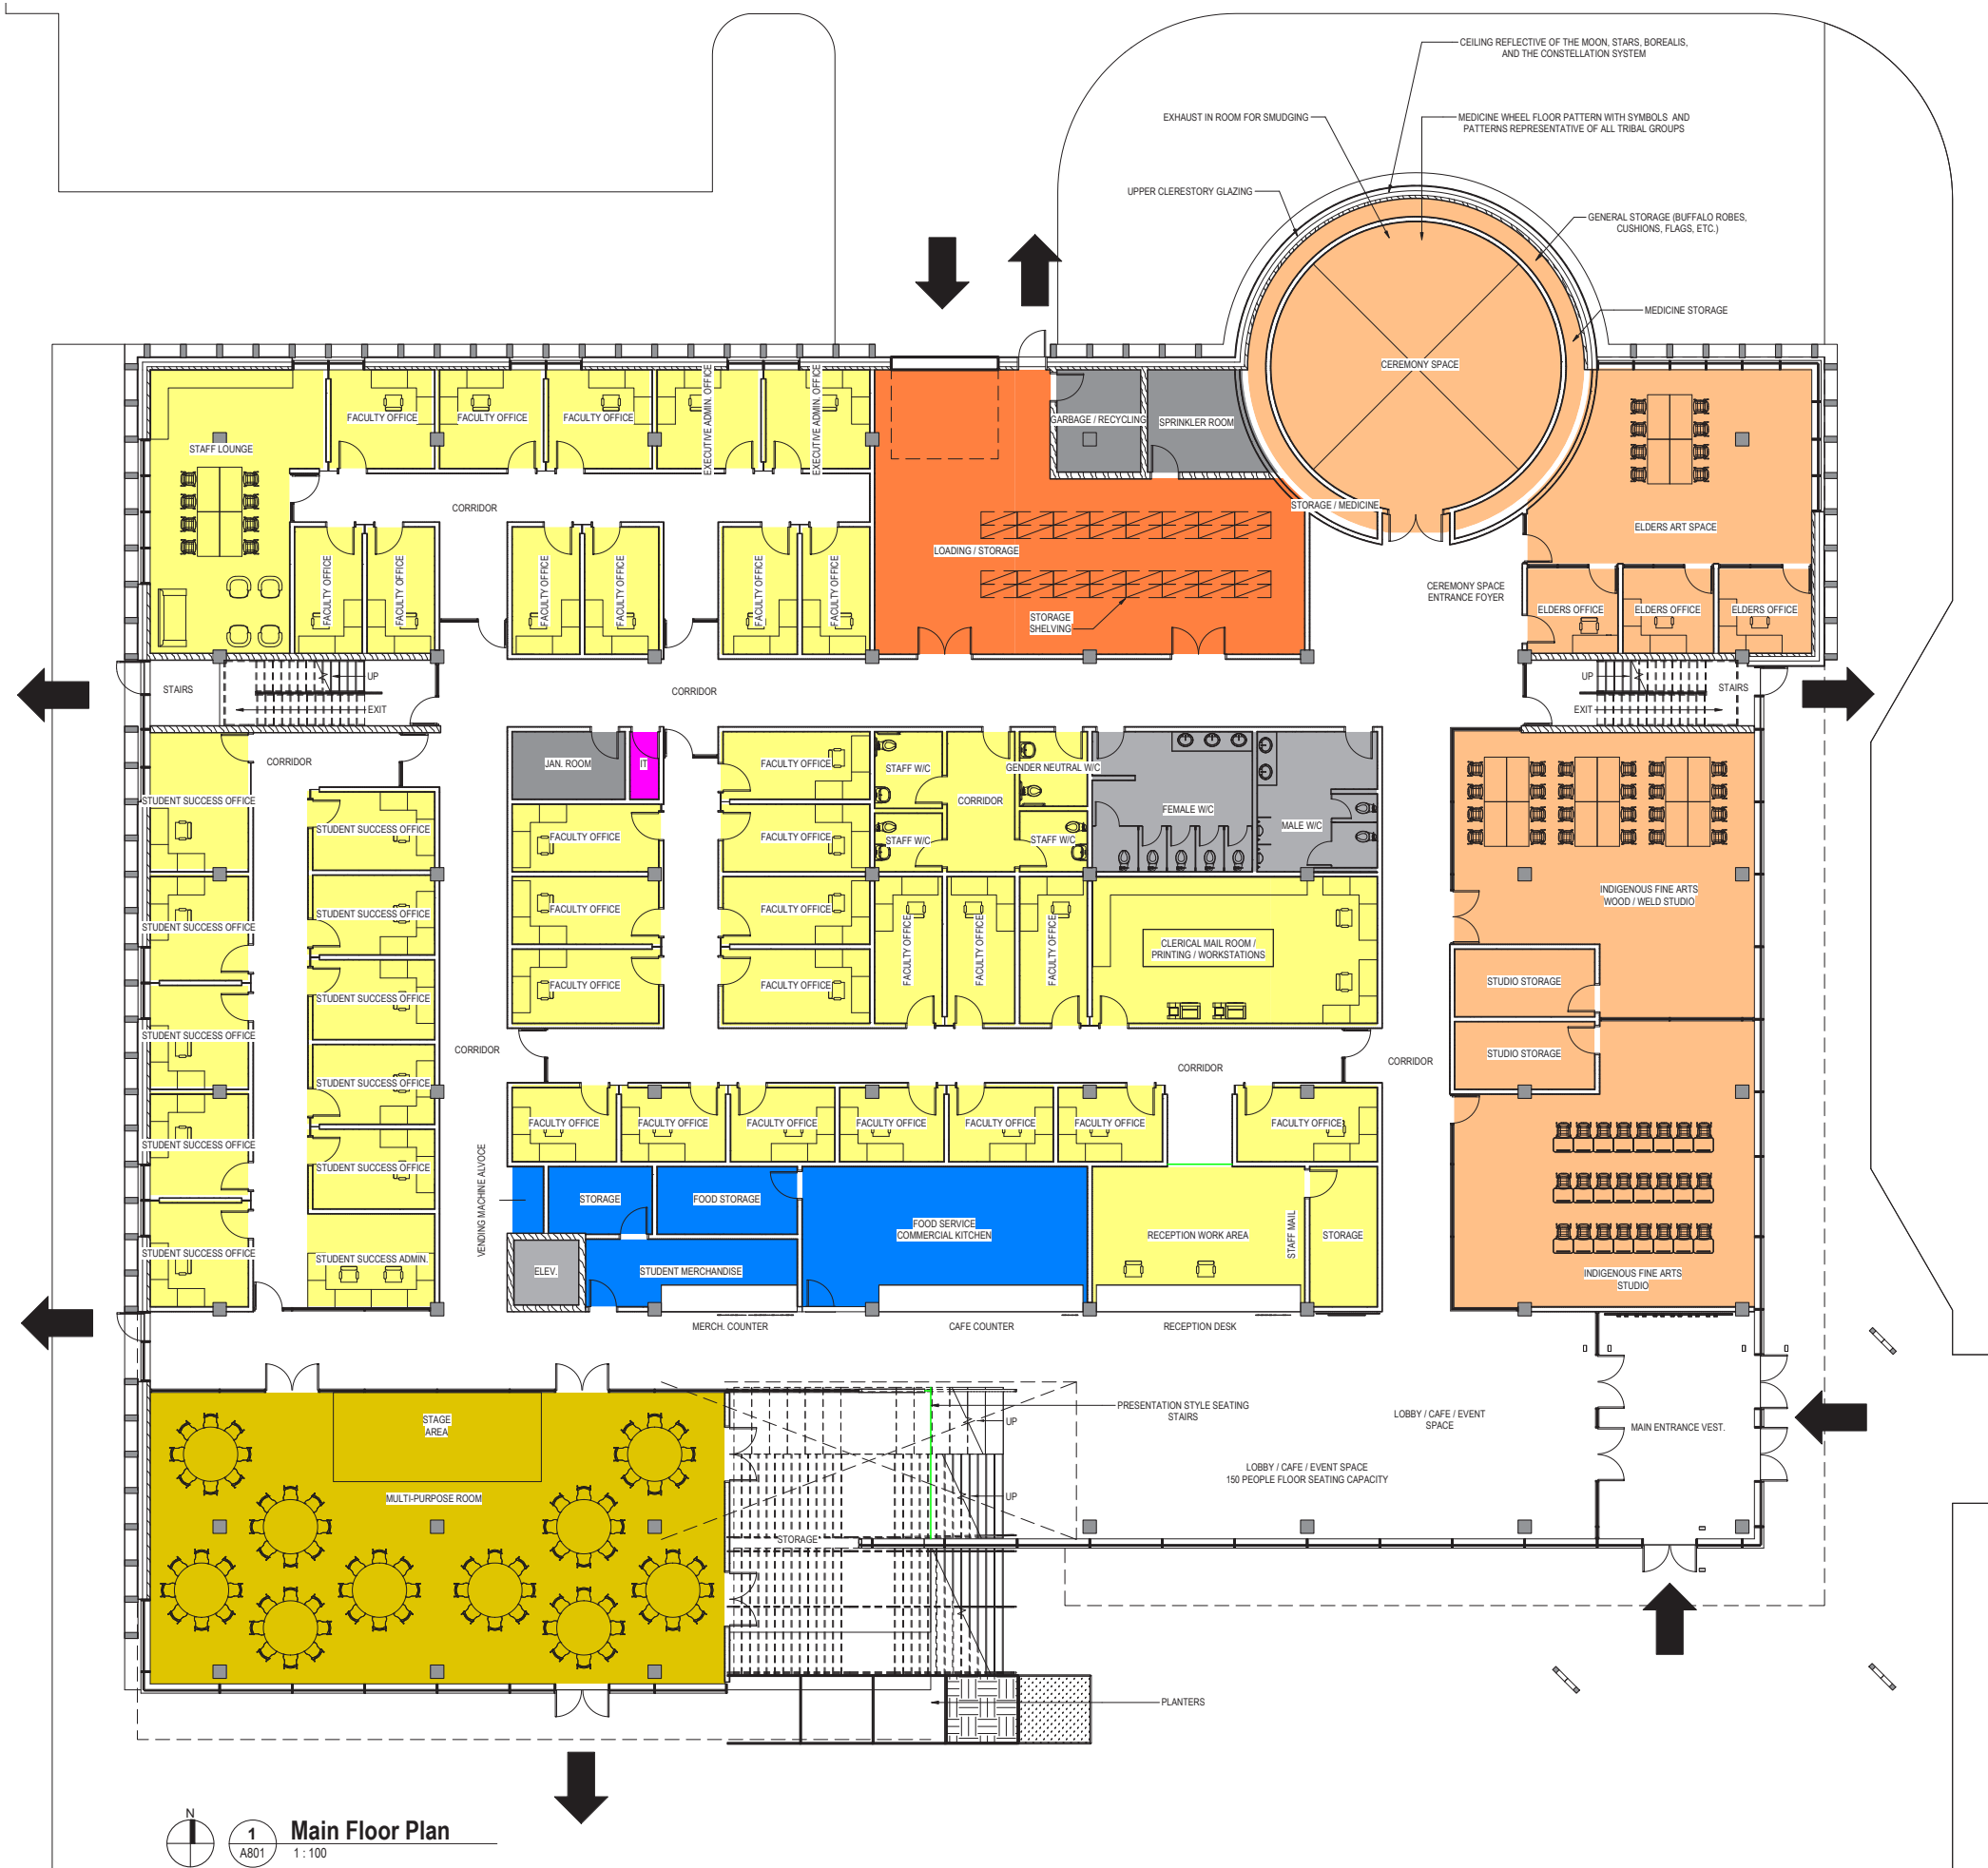 CEILING REFLECTIVE OF THE MOON, STARS, BOREALIS,
AND THE CONSTELLATION SYSTEM
EXHAUST IN ROOM FOR SMUDGING
MEDICINE WHEEL FLOOR PATTERN WITH SYMBOLS AND
PATTERNS REPRESENTATIVE OF ALL TRIBAL GROUPS
UPPER CLERESTORY GLAZING
GENERAL STORAGE (BUFFALO ROBES,
CUSHIONS, FLAGS, ETC.)
MEDICINE STORAGE
CEREMONY SPACE
FACULTY OFFICE
FACULTY OFFICE
FACULTY OFFICE
EXECUTIVE ADMIN. OFFICE
EXECUTIVE ADMIN. OFFICE
GARBAGE / RECYCLING
SPRINKLER ROOM
STAFF LOUNGE
CORRIDOR
STORAGE / MEDICINE
ELDERS ART SPACE
LOADING / STORAGE
FACULTY OFFICE
FACULTY OFFICE
FACULTY OFFICE
FACULTY OFFICE
FACULTY OFFICE
FACULTY OFFICE
CEREMONY SPACE
ENTRANCE FOYER
STORAGE
SHELVING
ELDERS OFFICE
ELDERS OFFICE
ELDERS OFFICE
STAIRS
UP
EXIT
CORRIDOR
UP
STAIRS
EXIT
CORRIDOR
JAN. ROOM
IT
FACULTY OFFICE
STAFF W/C
GENDER NEUTRAL W/C
STUDENT SUCCESS OFFICE
CORRIDOR
FEMALE W/C
MALE W/C
STUDENT SUCCESS OFFICE
FACULTY OFFICE
FACULTY OFFICE
STAFF W/C
STAFF W/C
INDIGENOUS FINE ARTS
WOOD / WELD STUDIO
STUDENT SUCCESS OFFICE
STUDENT SUCCESS OFFICE
FACULTY OFFICE
FACULTY OFFICE
FACULTY OFFICE
FACULTY OFFICE
FACULTY OFFICE
CLERICAL MAIL ROOM /
PRINTING / WORKSTATIONS
STUDENT SUCCESS OFFICE
FACULTY OFFICE
FACULTY OFFICE
STUDIO STORAGE
STUDENT SUCCESS OFFICE
CORRIDOR
CORRIDOR
CORRIDOR
STUDIO STORAGE
STUDENT SUCCESS OFFICE
STUDENT SUCCESS OFFICE
FACULTY OFFICE
FACULTY OFFICE
FACULTY OFFICE
FACULTY OFFICE
FACULTY OFFICE
FACULTY OFFICE
FACULTY OFFICE
STUDENT SUCCESS OFFICE
VENDING MACHINE ALVOCE
STORAGE
FOOD STORAGE
FOOD SERVICE
COMMERCIAL KITCHEN
RECEPTION WORK AREA
STAFF MAIL
STORAGE
STUDENT SUCCESS OFFICE
STUDENT SUCCESS ADMIN.
ELEV.
STUDENT MERCHANDISE
INDIGENOUS FINE ARTS
STUDIO
MERCH. COUNTER
CAFE COUNTER
RECEPTION DESK
PRESENTATION STYLE SEATING
STAIRS
STAGE
AREA
UP
LOBBY / CAFE / EVENT
SPACE
MAIN ENTRANCE VEST.
LOBBY / CAFE / EVENT SPACE
150 PEOPLE FLOOR SEATING CAPACITY
MULTI-PURPOSE ROOM
UP
STORAGE
PLANTERS
N
1
A801
Main Floor Plan
1 : 100